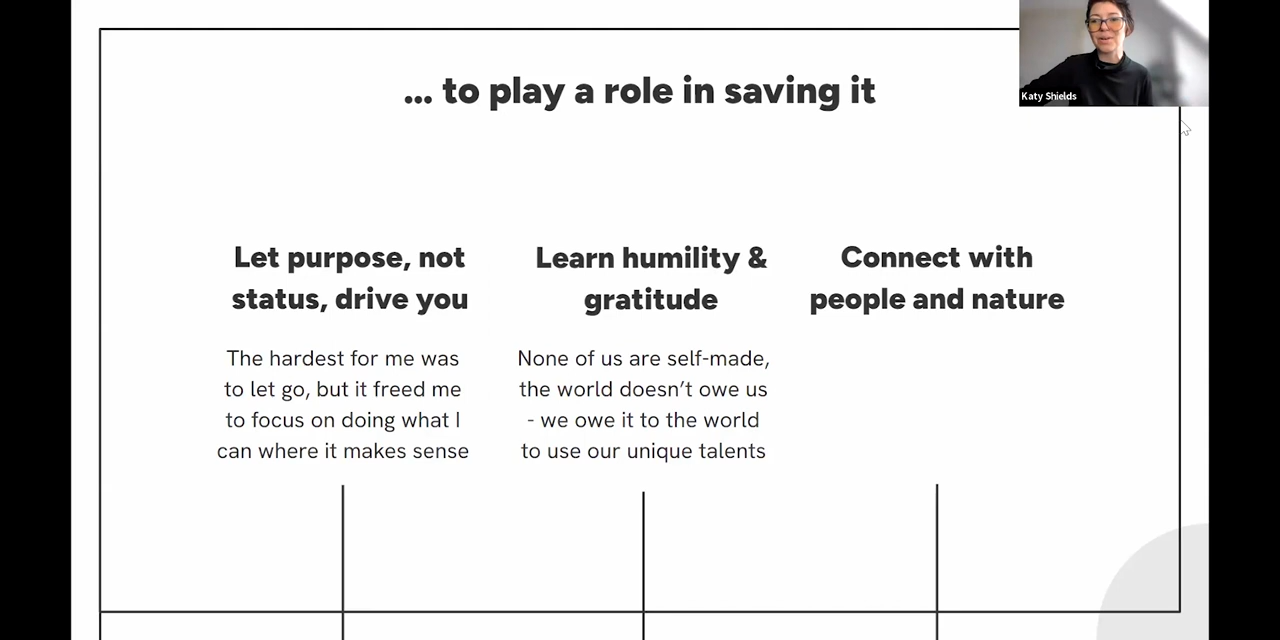 ... to play a role in saving it
Katy Shields
Let purpose, not
status, drive you
The hardest for me was
to let go, but it freed me
to focus on doing what I
can where it makes sense
Learn humility &
gratitude
None of us are self-made,
the world doesn’t owe us
- we owe it to the world
to use our unique talents
Connect with
people and nature